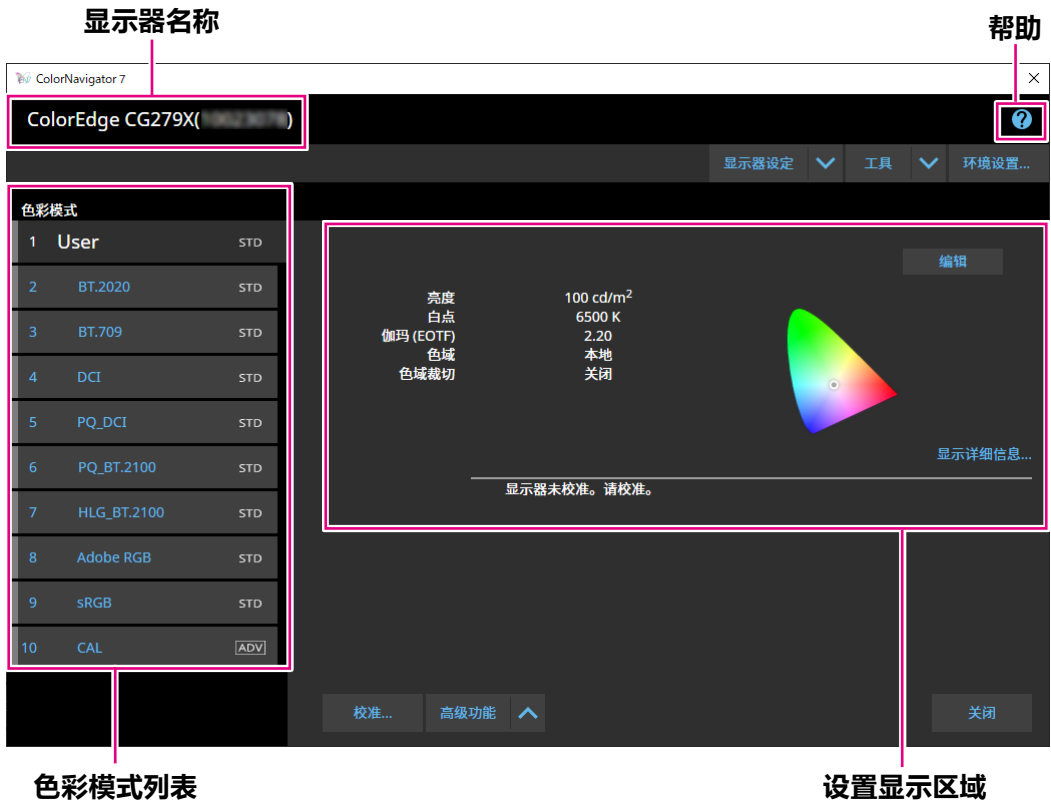 显示器名称
帮助
ColorNavigator 7
ColorEdge CG279X( )
显示器设定
工具
环境设置...
色彩模式
1 User STD
2 BT.2020 STD
3 BT.709 STD
4 DCI STD
5 PQ_DCI STD
6 PQ_BT.2100 STD
7 HLG_BT.2100 STD
8 Adobe RGB STD
9 sRGB STD
10 CAL ADV
编辑
亮度 100 cd/m²
白点 6500 K
伽玛 (EOTF) 2.20
色域 本地
色域裁切 关闭
显示详细信息...
显示器未校准。请校准。
校准...
高级功能
关闭
色彩模式列表
设置显示区域